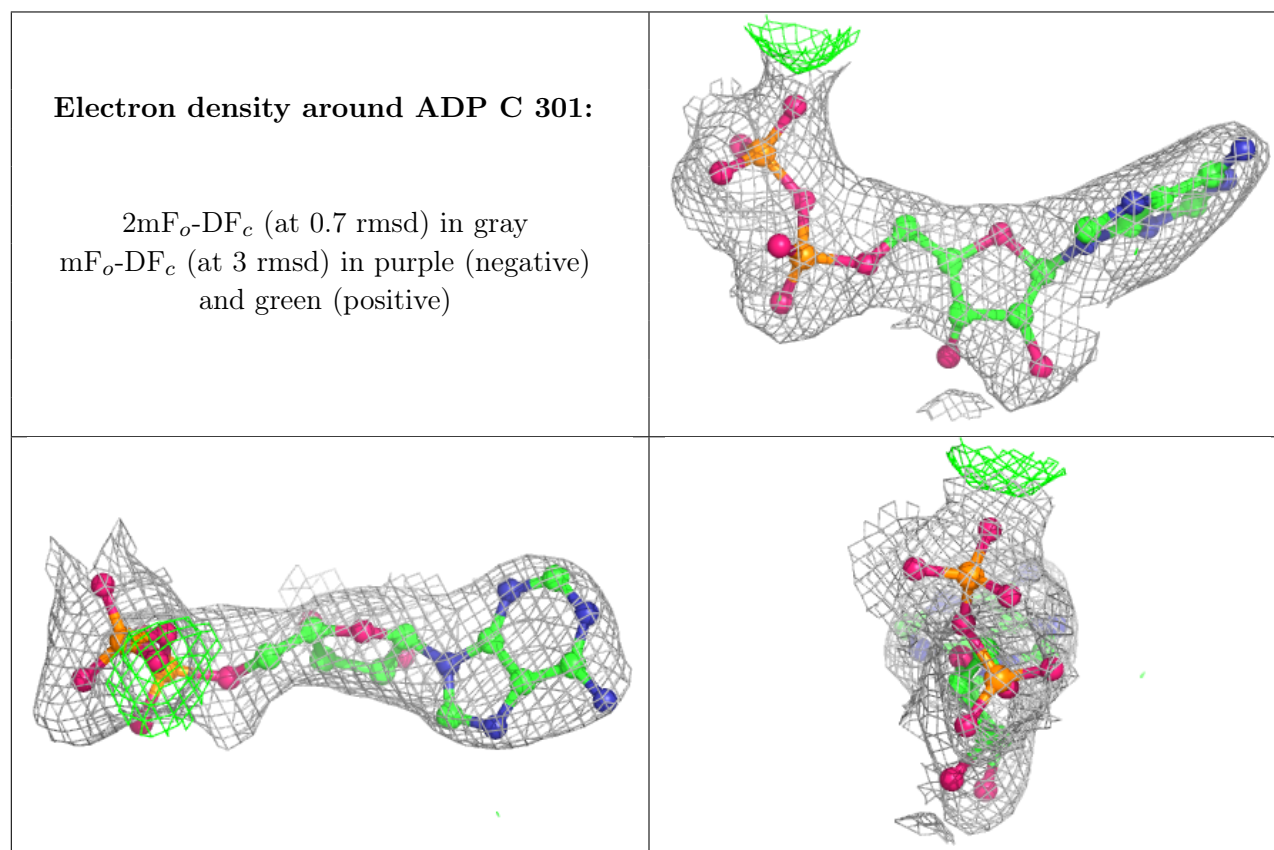 Electron density around ADP C 301:
2mFo-DFc (at 0.7 rmsd) in gray
mFo-DFc (at 3 rmsd) in purple (negative)
and green (positive)